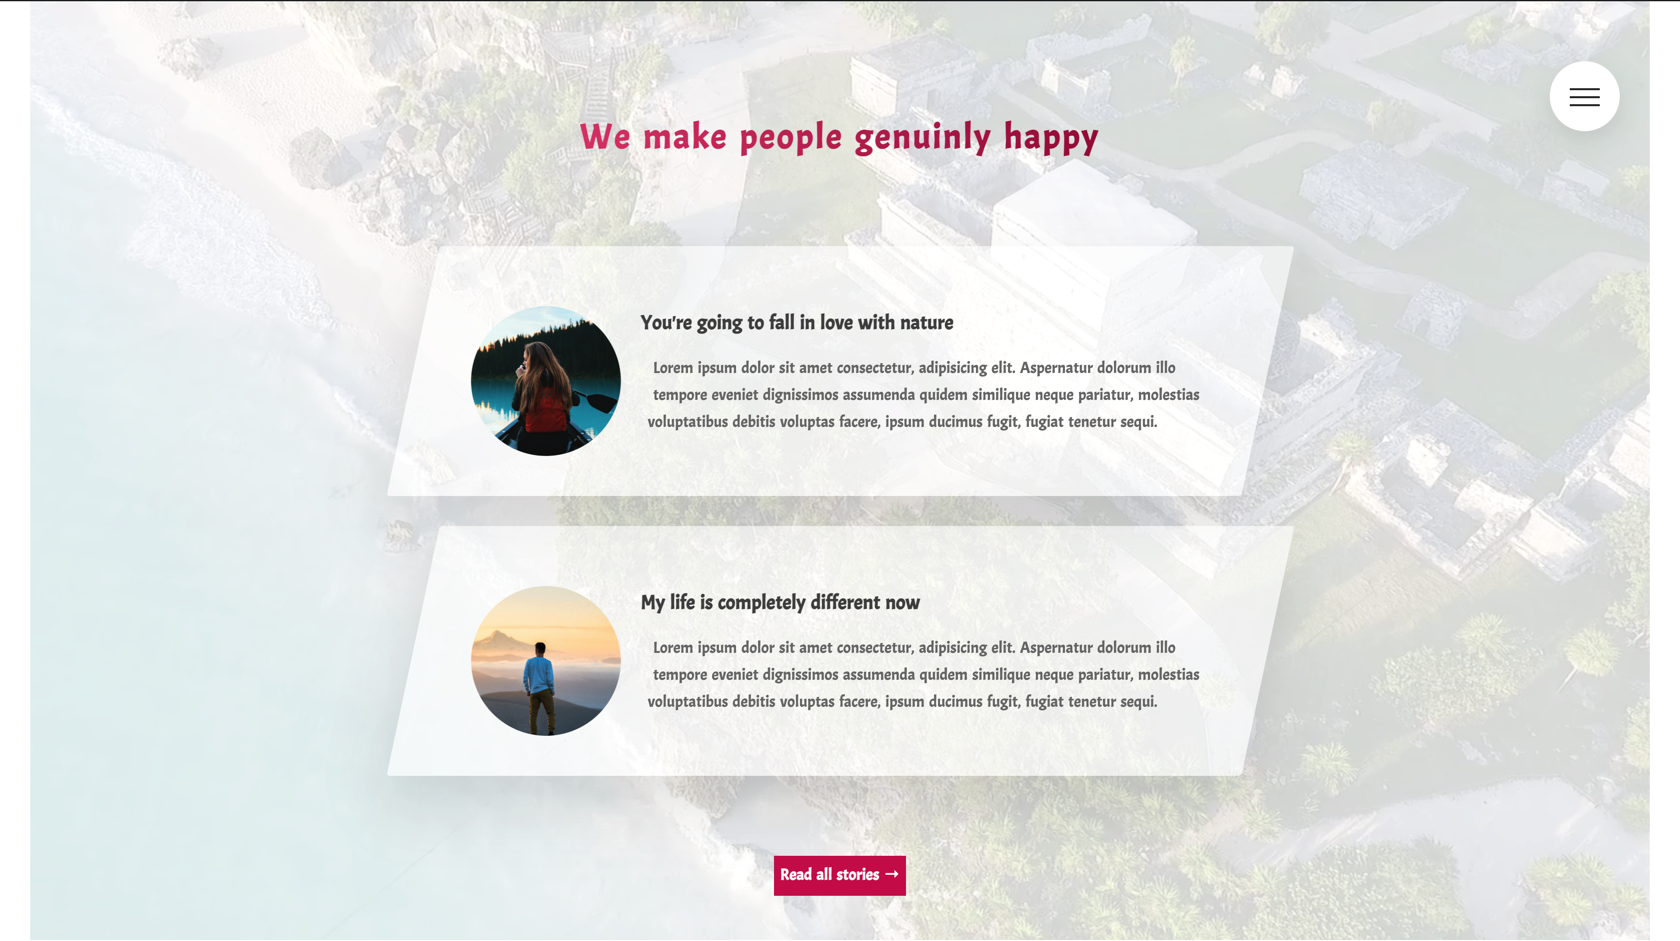 We make people genuinly happy
You're going to fall in love with nature
Lorem ipsum dolor sit amet consectetur, adipisicing elit. Aspernatur dolorum illo
tempore eveniet dignissimos assumenda quidem similique neque pariatur, molestias
voluptatibus debitis voluptas facere, ipsum ducimus fugit, fugiat tenetur sequi.
My life is completely different now
Lorem ipsum dolor sit amet consectetur, adipisicing elit. Aspernatur dolorum illo
tempore eveniet dignissimos assumenda quidem similique neque pariatur, molestias
voluptatibus debitis voluptas facere, ipsum ducimus fugit, fugiat tenetur sequi.
Read all stories →